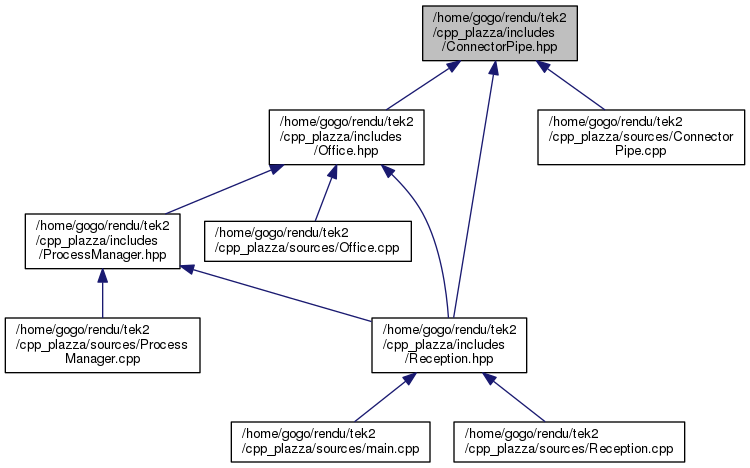 /home/gogo/rendu/tek2
/cpp_plazza/includes
/ConnectorPipe.hpp
/home/gogo/rendu/tek2
/cpp_plazza/includes
/Office.hpp
/home/gogo/rendu/tek2
/cpp_plazza/sources/Connector
Pipe.cpp
/home/gogo/rendu/tek2
/cpp_plazza/includes
/ProcessManager.hpp
/home/gogo/rendu/tek2
/cpp_plazza/sources/Office.cpp
/home/gogo/rendu/tek2
/cpp_plazza/sources/Process
Manager.cpp
/home/gogo/rendu/tek2
/cpp_plazza/includes
/Reception.hpp
/home/gogo/rendu/tek2
/cpp_plazza/sources/main.cpp
/home/gogo/rendu/tek2
/cpp_plazza/sources/Reception.cpp